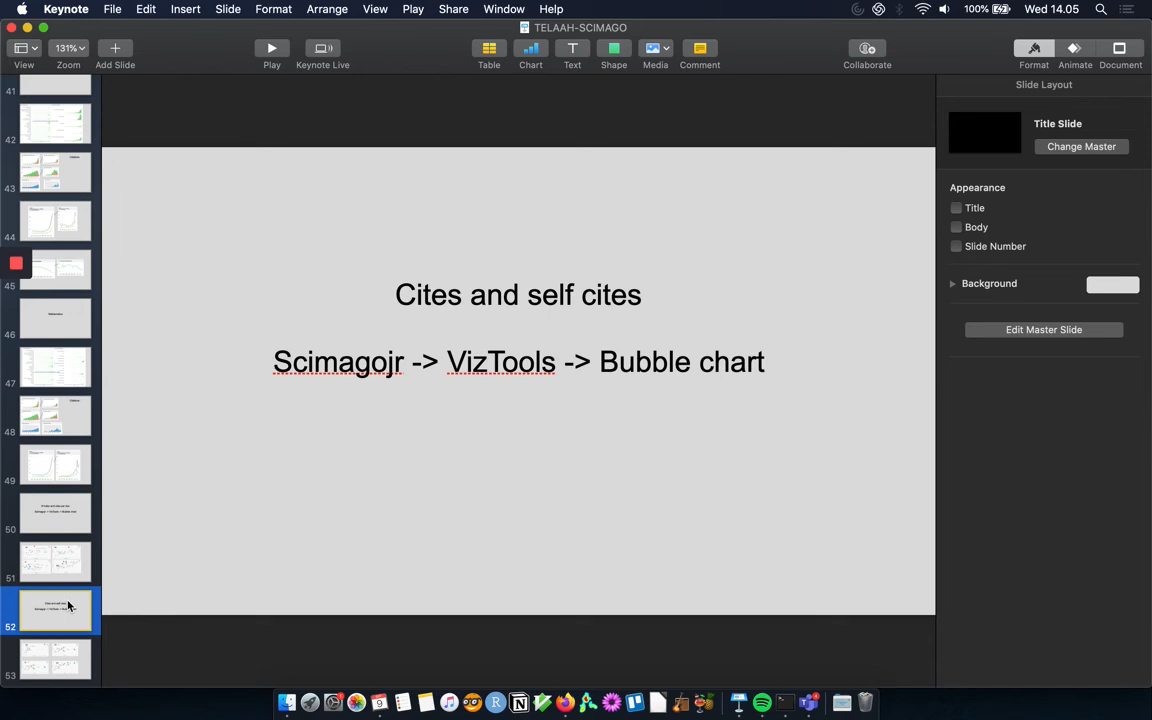 Keynote File Edit Insert Slide Format Arrange View Play Share Window Help 100% Wed 14.05
TELAAH-SCIMAGO
131%
View Zoom Add Slide Play Keynote Live Table Chart Text Shape Media Comment Collaborate Format Animate Document
Slide Layout
Title Slide
Change Master
Appearance
Title
Body
Slide Number
Background
Edit Master Slide
41
42
43
44
45
46
47
48
49
50
51
52
53
Cites and self cites
Scimagojr -> VizTools -> Bubble chart